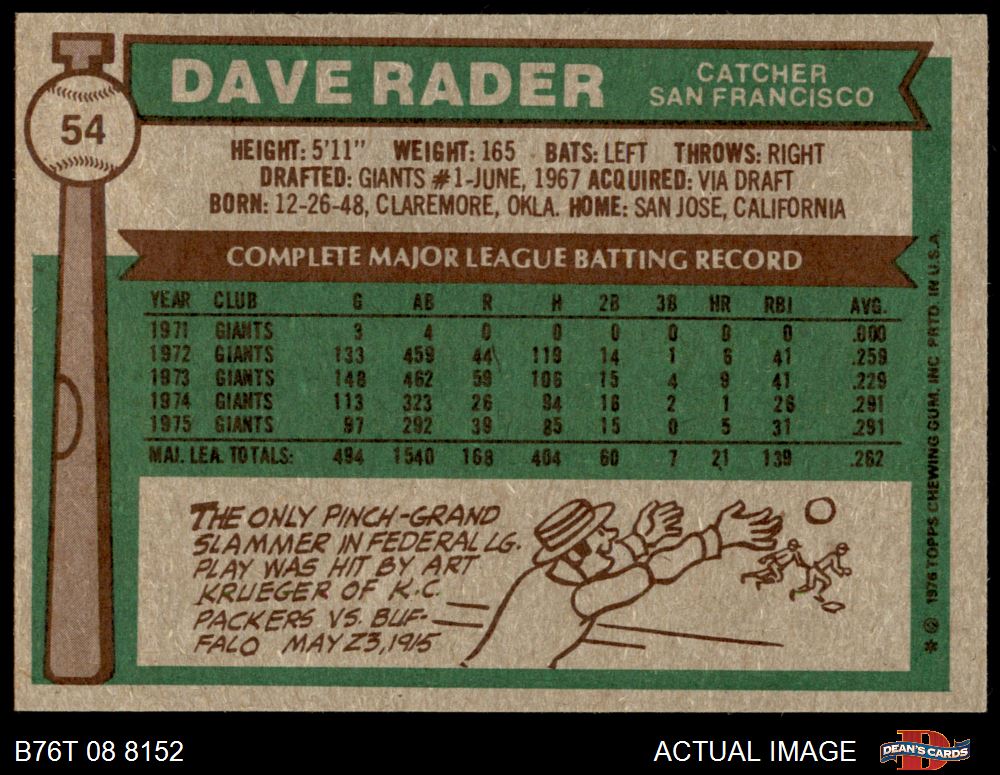 54
DAVE RADER
CATCHER
SAN FRANCISCO
HEIGHT: 5'11" WEIGHT: 165 BATS: LEFT THROWS: RIGHT
DRAFTED: GIANTS #1-JUNE, 1967 ACQUIRED: VIA DRAFT
BORN: 12-26-48, CLAREMORE, OKLA. HOME: SAN JOSE, CALIFORNIA
COMPLETE MAJOR LEAGUE BATTING RECORD
YEAR CLUB G AB R H 2B 3B HR RBI AVG.
1971 GIANTS 3 4 0 0 0 0 0 0 .000
1972 GIANTS 133 459 44 119 14 1 6 41 .259
1973 GIANTS 148 462 59 106 15 4 9 41 .229
1974 GIANTS 113 323 26 94 16 2 1 26 .291
1975 GIANTS 97 292 39 85 15 0 5 31 .291
MAJ. LEA. TOTALS: 494 1540 168 404 60 7 21 139 .262
THE ONLY PINCH-GRAND
SLAMMER IN FEDERAL LG.
PLAY WAS HIT BY ART
KRUEGER OF K.C.
PACKERS VS. BUF-
FALO MAY 23, 1915
* © 1976 TOPPS CHEWING GUM, INC. PRTD. IN U.S.A.
B76T 08 8152
ACTUAL IMAGE
DEAN'S CARDS